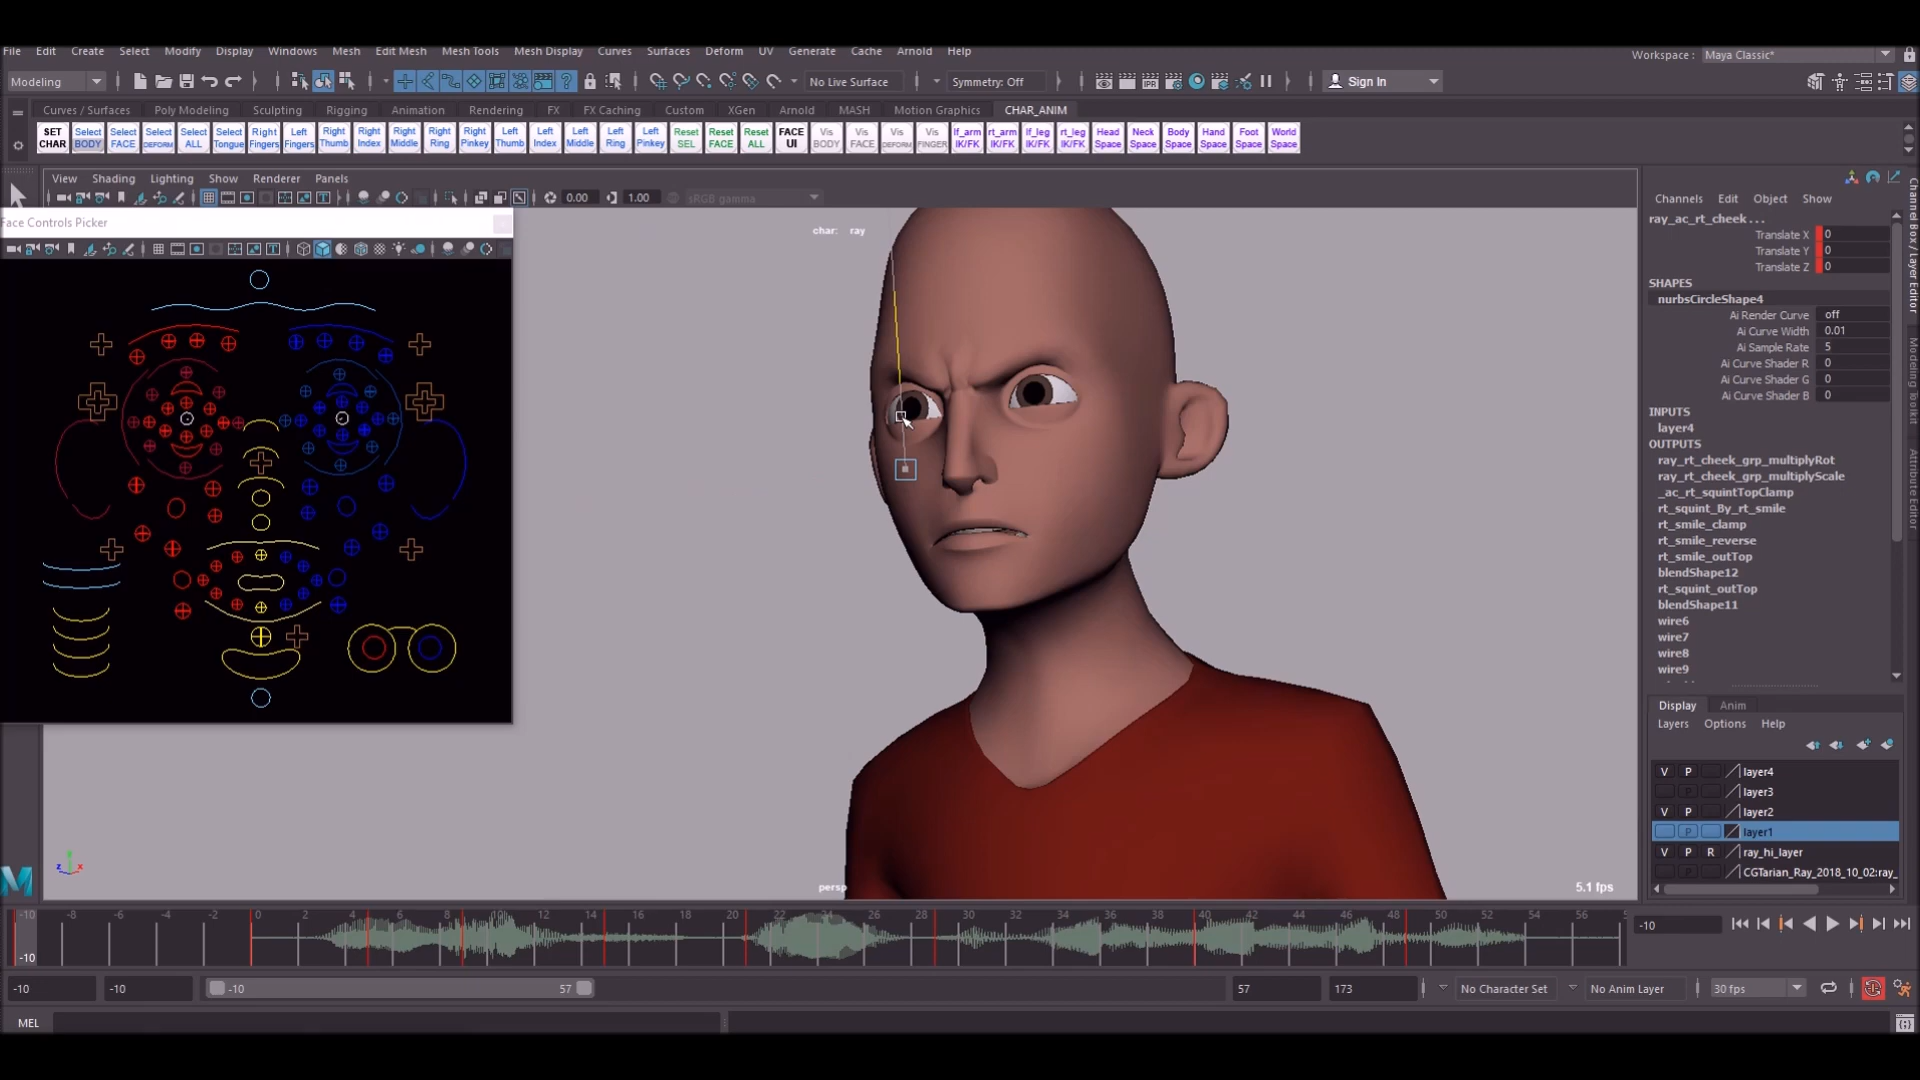 File Edit Create Select Modify Display Windows Mesh Edit Mesh Mesh Tools Mesh Display Curves Surfaces Deform UV Generate Cache Arnold Help
Workspace : Maya Classic*
Modeling No Live Surface Symmetry: Off Sign In
Curves / Surfaces Poly Modeling Sculpting Rigging Animation Rendering FX FX Caching Custom XGen Arnold MASH Motion Graphics CHAR_ANIM
SET Select Select Select Select Select Right Left Right Right Right Right Right Left Left Left Left Left Reset Reset Reset FACE Vis Vis Vis Vis lf_arm rt_arm lf_leg rt_leg Head Neck Body Hand Foot World
CHAR BODY FACE DEFORM ALL Tongue Fingers Fingers Thumb Index Middle Ring Pinkey Thumb Index Middle Ring Pinkey SEL FACE ALL UI BODY FACE DEFORM FINGER IK/FK IK/FK IK/FK IK/FK Space Space Space Space Space Space
View Shading Lighting Show Renderer Panels
0.00 1.00 sRGB gamma
Face Controls Picker
char: ray
persp
5.1 fps
Channels Edit Object Show
ray_ac_rt_cheek . . .
Translate X 0
Translate Y 0
Translate Z 0
SHAPES
nurbsCircleShape4
Ai Render Curve off
Ai Curve Width 0.01
Ai Sample Rate 5
Ai Curve Shader R 0
Ai Curve Shader G 0
Ai Curve Shader B 0
INPUTS
layer4
OUTPUTS
ray_rt_cheek_grp_multiplyRot
ray_rt_cheek_grp_multiplyScale
_ac_rt_squintTopClamp
rt_squint_By_rt_smile
rt_smile_clamp
rt_smile_reverse
rt_smile_outTop
blendShape12
rt_squint_outTop
blendShape11
wire6
wire7
wire8
wire9
Channel Box / Layer Editor
Modeling Toolkit
Attribute Editor
Display Anim
Layers Options Help
V P layer4
P layer3
V P layer2
P layer1
V P R ray_hi_layer
CGTarian_Ray_2018_10_02:ray_
-10 -8 -6 -4 -2 0 2 4 6 8 10 12 14 16 18 20 22 24 26 28 30 32 34 36 38 40 42 44 46 48 50 52 54 56
-10
-10
-10 -10 -10 57 57 173 No Character Set No Anim Layer 30 fps
MEL